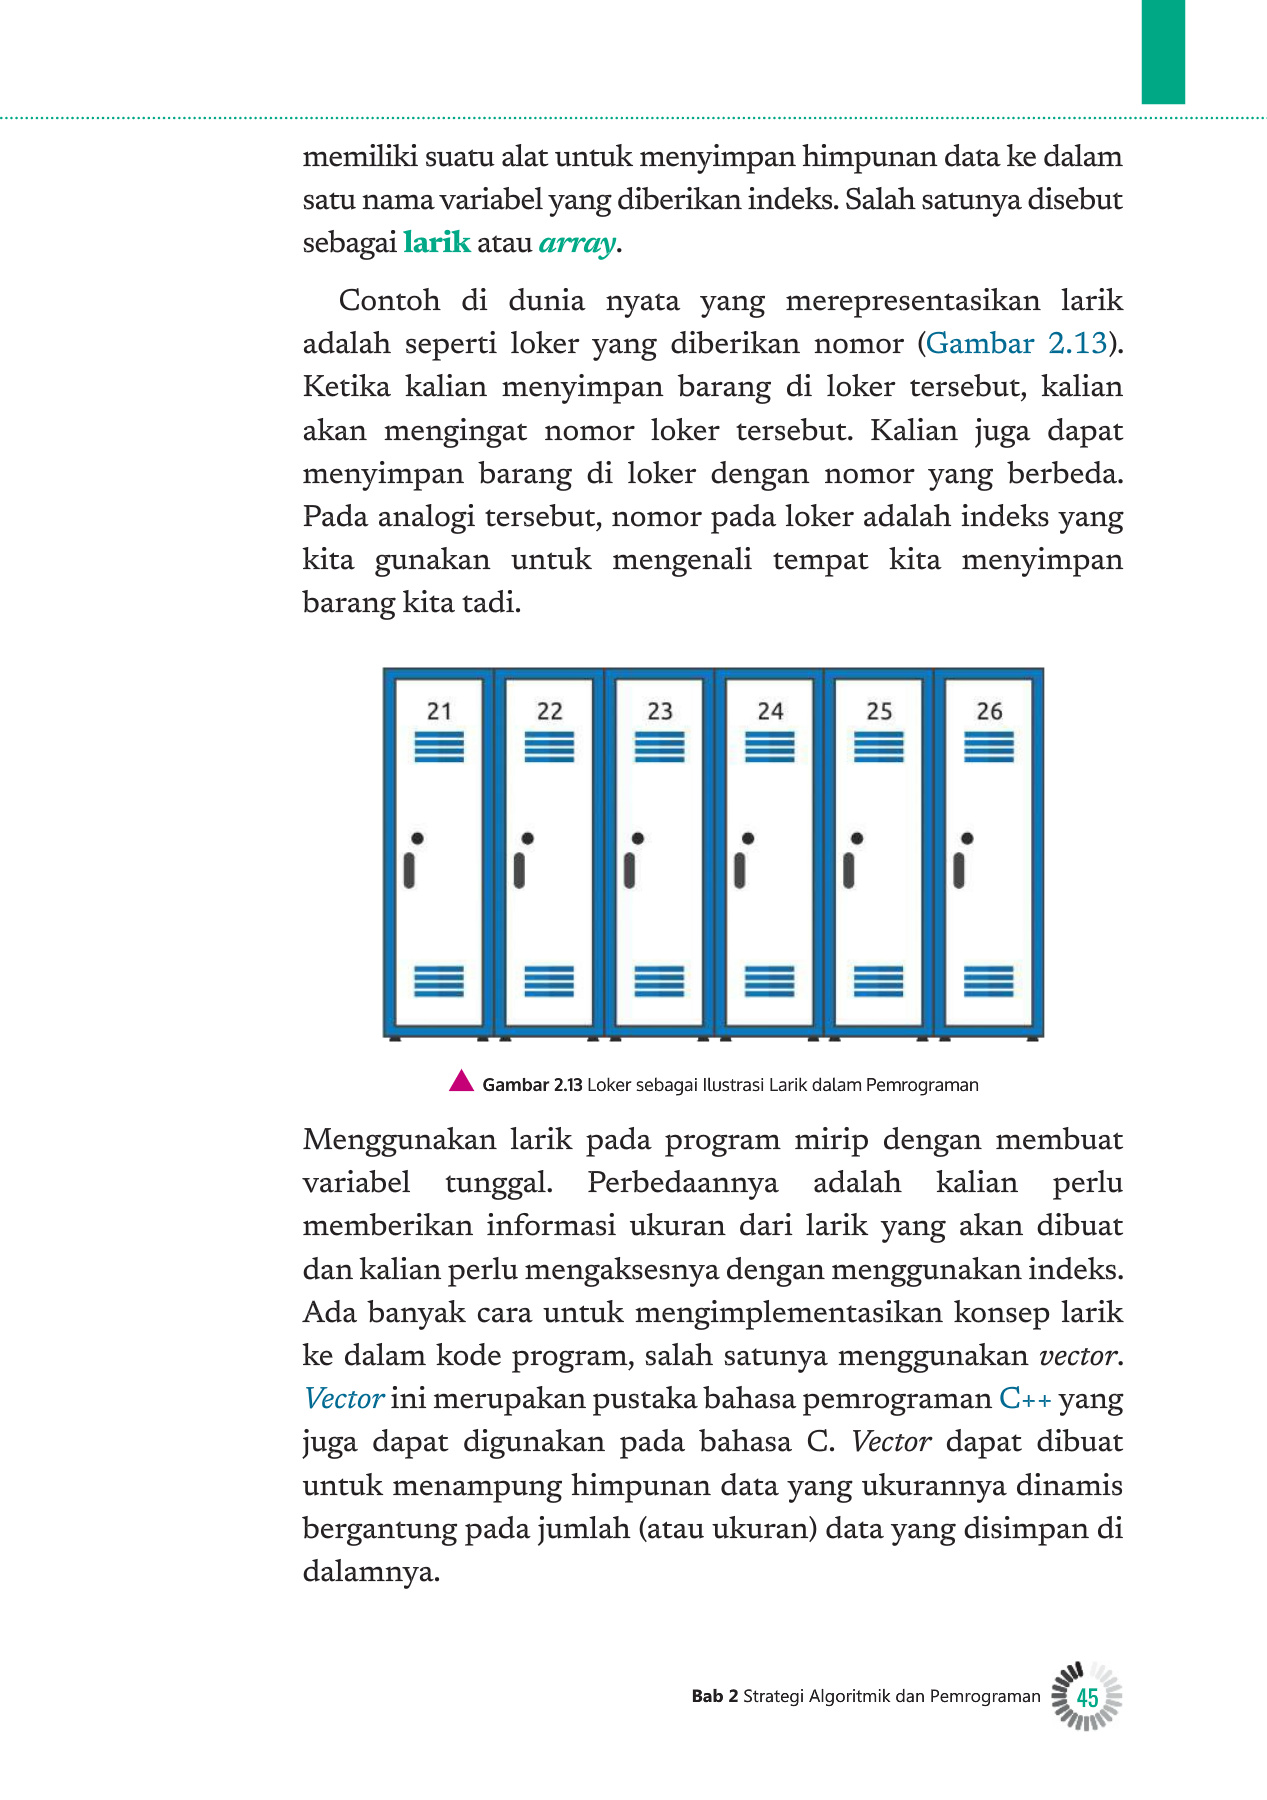 memiliki suatu alat untuk menyimpan himpunan data ke dalam
satu nama variabel yang diberikan indeks. Salah satunya disebut
sebagai larik atau array.
Contoh di dunia nyata yang merepresentasikan larik
adalah seperti loker yang diberikan nomor (Gambar 2.13).
Ketika kalian menyimpan barang di loker tersebut, kalian
akan mengingat nomor loker tersebut. Kalian juga dapat
menyimpan barang di loker dengan nomor yang berbeda.
Pada analogi tersebut, nomor pada loker adalah indeks yang
kita gunakan untuk mengenali tempat kita menyimpan
barang kita tadi.
21 22 23 24 25 26
Gambar 2.13 Loker sebagai Ilustrasi Larik dalam Pemrograman
Menggunakan larik pada program mirip dengan membuat
variabel tunggal. Perbedaannya adalah kalian perlu
memberikan informasi ukuran dari larik yang akan dibuat
dan kalian perlu mengaksesnya dengan menggunakan indeks.
Ada banyak cara untuk mengimplementasikan konsep larik
ke dalam kode program, salah satunya menggunakan vector.
Vector ini merupakan pustaka bahasa pemrograman C++ yang
juga dapat digunakan pada bahasa C. Vector dapat dibuat
untuk menampung himpunan data yang ukurannya dinamis
bergantung pada jumlah (atau ukuran) data yang disimpan di
dalamnya.
Bab 2 Strategi Algoritmik dan Pemrograman 45